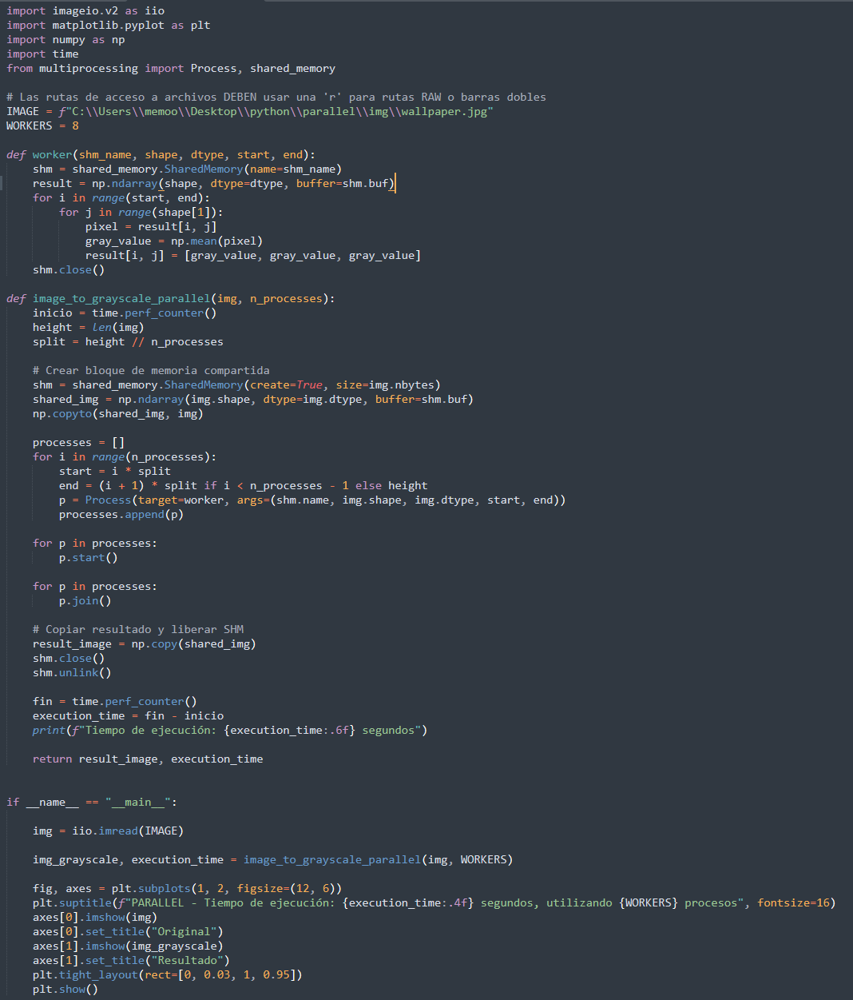 import imageio.v2 as iio
import matplotlib.pyplot as plt
import numpy as np
import time
from multiprocessing import Process, shared_memory

# Las rutas de acceso a archivos DEBEN usar una 'r' para rutas RAW o barras dobles
IMAGE = f"C:\\Users\\memoo\\Desktop\\python\\parallel\\img\\wallpaper.jpg"
WORKERS = 8

def worker(shm_name, shape, dtype, start, end):
    shm = shared_memory.SharedMemory(name=shm_name)
    result = np.ndarray(shape, dtype=dtype, buffer=shm.buf)
    for i in range(start, end):
        for j in range(shape[1]):
            pixel = result[i, j]
            gray_value = np.mean(pixel)
            result[i, j] = [gray_value, gray_value, gray_value]
    shm.close()

def image_to_grayscale_parallel(img, n_processes):
    inicio = time.perf_counter()
    height = len(img)
    split = height // n_processes

    # Crear bloque de memoria compartida
    shm = shared_memory.SharedMemory(create=True, size=img.nbytes)
    shared_img = np.ndarray(img.shape, dtype=img.dtype, buffer=shm.buf)
    np.copyto(shared_img, img)

    processes = []
    for i in range(n_processes):
        start = i * split
        end = (i + 1) * split if i < n_processes - 1 else height
        p = Process(target=worker, args=(shm.name, img.shape, img.dtype, start, end))
        processes.append(p)

    for p in processes:
        p.start()

    for p in processes:
        p.join()

    # Copiar resultado y liberar SHM
    result_image = np.copy(shared_img)
    shm.close()
    shm.unlink()

    fin = time.perf_counter()
    execution_time = fin - inicio
    print(f"Tiempo de ejecución: {execution_time:.6f} segundos")

    return result_image, execution_time


if __name__ == "__main__":

    img = iio.imread(IMAGE)

    img_grayscale, execution_time = image_to_grayscale_parallel(img, WORKERS)

    fig, axes = plt.subplots(1, 2, figsize=(12, 6))
    plt.suptitle(f"PARALLEL - Tiempo de ejecución: {execution_time:.4f} segundos, utilizando {WORKERS} procesos", fontsize=16)
    axes[0].imshow(img)
    axes[0].set_title("Original")
    axes[1].imshow(img_grayscale)
    axes[1].set_title("Resultado")
    plt.tight_layout(rect=[0, 0.03, 1, 0.95])
    plt.show()